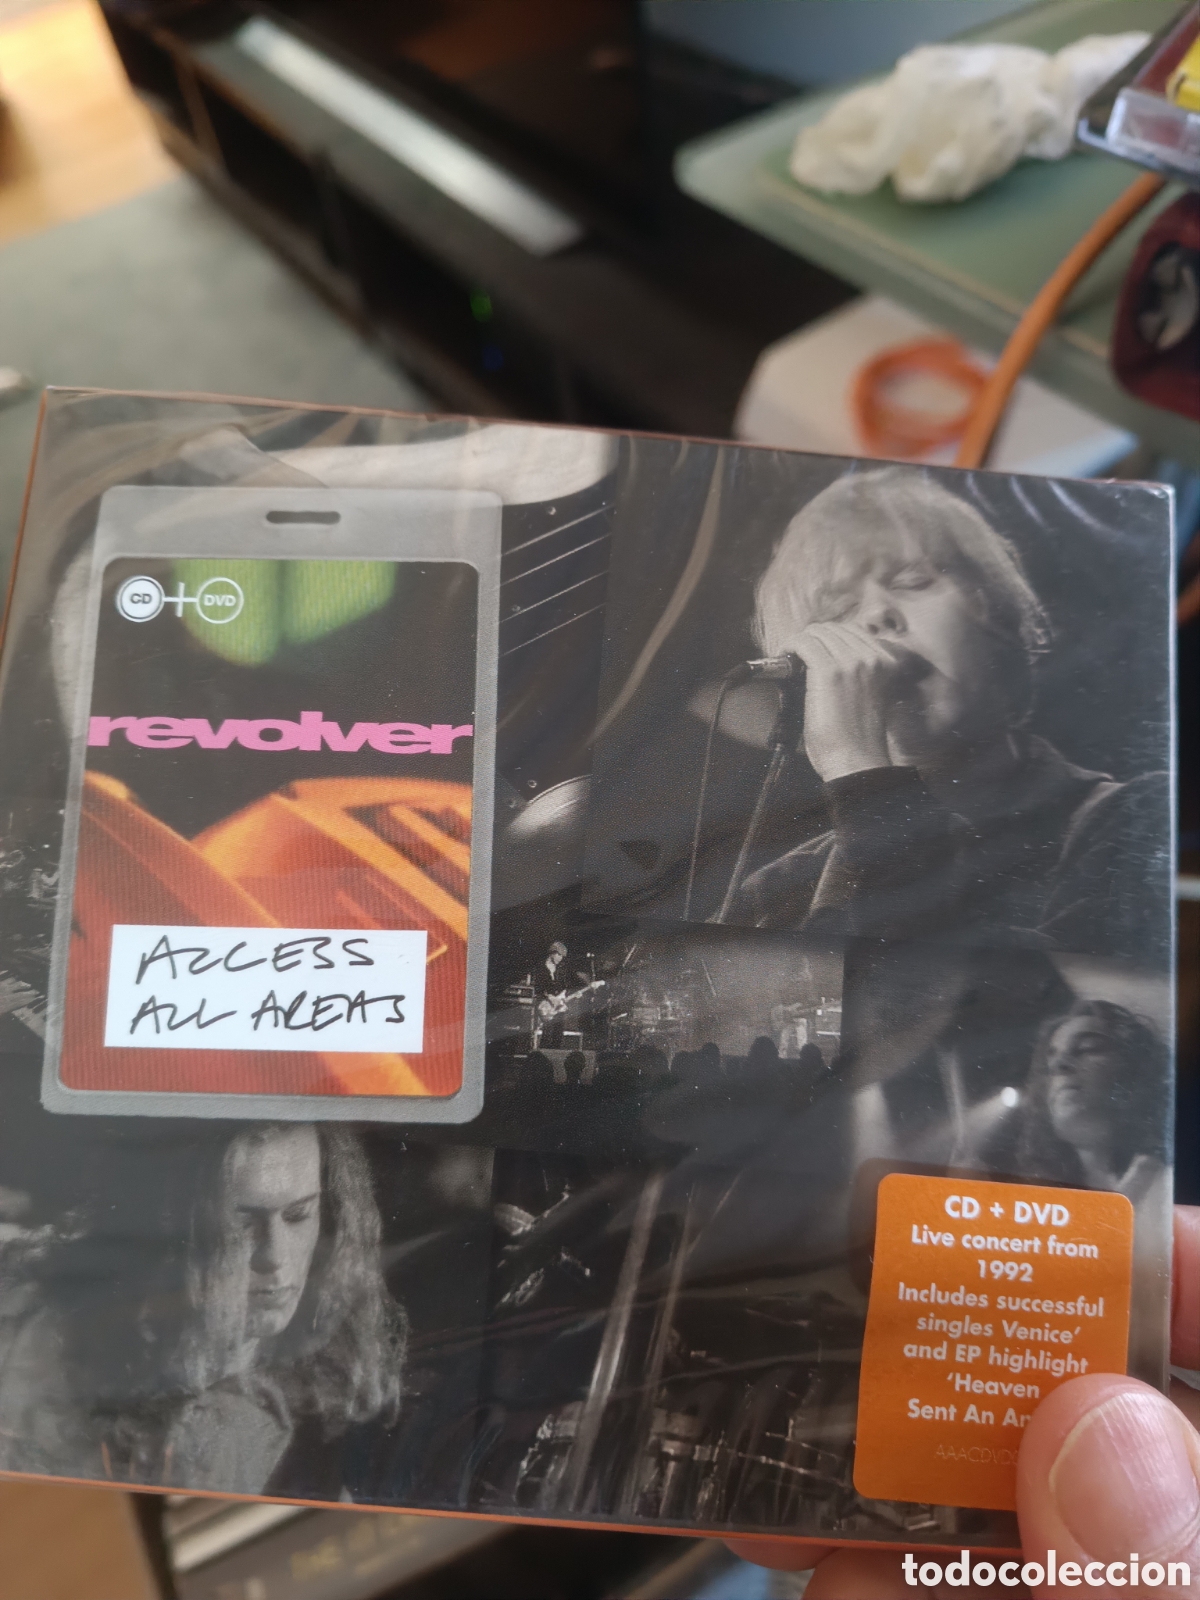 CD + DVD
revolver
ACCESS
ALL AREAS
CD + DVD
Live concert from
1992
Includes successful
singles Venice'
and EP highlight
'Heaven
Sent An
todocoleccion